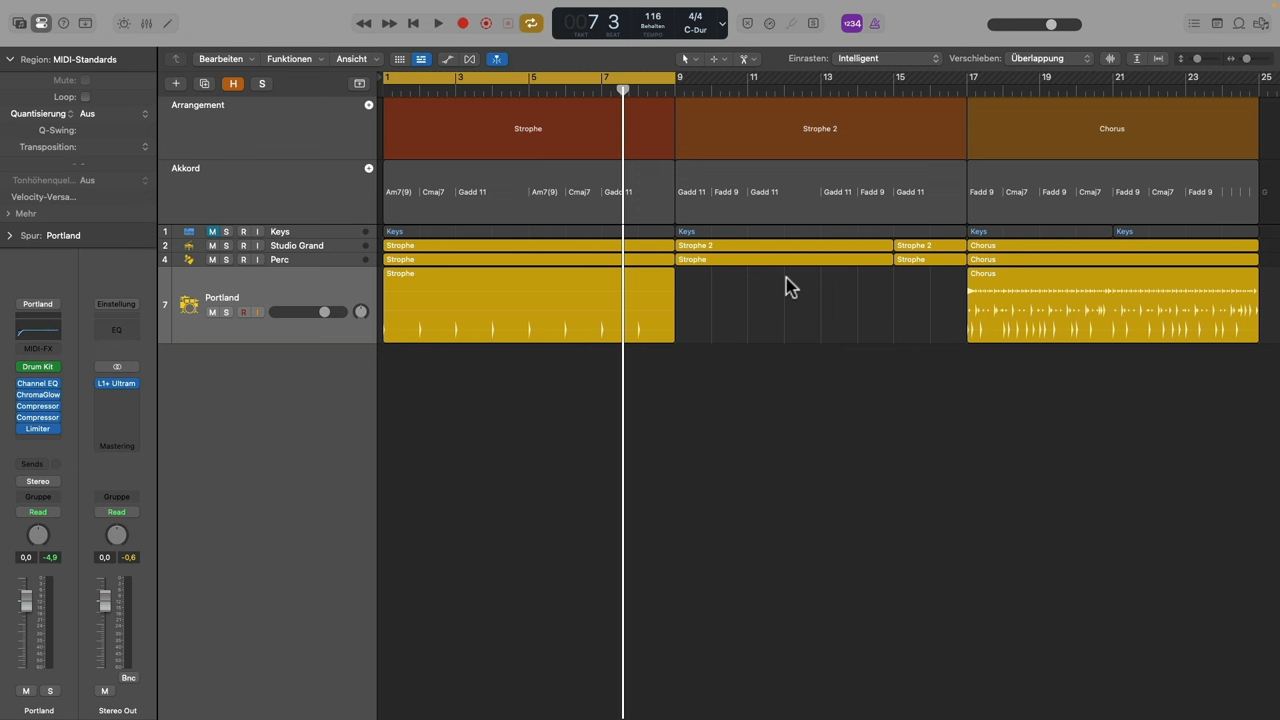 007 3
TAKT BEAT
116
Behalten
TEMPO
4/4
C-Dur
1234
Region: MIDI-Standards
Mute:
Loop:
Quantisierung Aus
Q-Swing:
Transposition:
Tonhöhenquel... Aus
Velocity-Versa...
Mehr
Spur: Portland
Bearbeiten Funktionen Ansicht
Einrasten: Intelligent
Verschieben: Überlappung
H S
1 3 5 7 9 11 13 15 17 19 21 23 25
Arrangement
Strophe Strophe 2 Chorus
Akkord
Am7(9) Cmaj7 Gadd 11 Am7(9) Cmaj7 Gadd 11 Gadd 11 Fadd 9 Gadd 11 Gadd 11 Fadd 9 Gadd 11 Fadd 9 Cmaj7 Fadd 9 Cmaj7 Fadd 9 Cmaj7 Fadd 9 G
1 M S R I Keys
Keys Keys Keys Keys
2 M S R I Studio Grand
Strophe Strophe 2 Strophe 2 Chorus
4 M S R I Perc
Strophe Strophe Strophe Chorus
7 Portland
M S R I
Strophe Chorus
Portland Einstellung
EQ
MIDI-FX
Drum Kit
Channel EQ L1+ Ultram
ChromaGlow
Compressor
Compressor
Limiter
Mastering
Sends
Stereo
Gruppe Gruppe
Read Read
0,0 -4,9 0,0 -0,6
Bnc
M S M
Portland Stereo Out